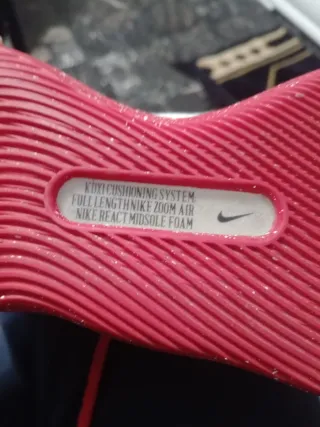 KD13 CUSHIONING SYSTEM
FULL LENGTH NIKE ZOOM AIR
NIKE REACT MIDSOLE FOAM